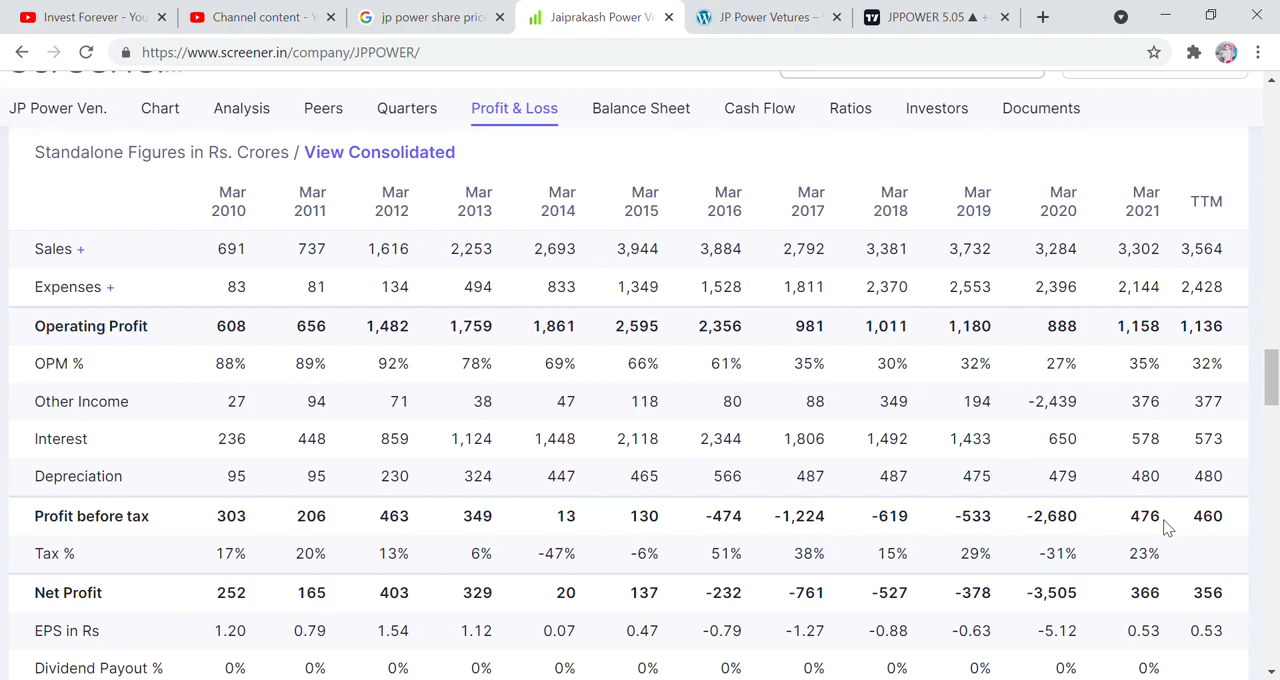 Invest Forever - You
Channel content - Y
jp power share pric
Jaiprakash Power Ve
JP Power Vetures –
JPPOWER 5.05 ▲ +
https://www.screener.in/company/JPPOWER/
JP Power Ven. Chart Analysis Peers Quarters Profit & Loss Balance Sheet Cash Flow Ratios Investors Documents
Standalone Figures in Rs. Crores / View Consolidated
Mar 2010 Mar 2011 Mar 2012 Mar 2013 Mar 2014 Mar 2015 Mar 2016 Mar 2017 Mar 2018 Mar 2019 Mar 2020 Mar 2021 TTM
Sales + 691 737 1,616 2,253 2,693 3,944 3,884 2,792 3,381 3,732 3,284 3,302 3,564
Expenses + 83 81 134 494 833 1,349 1,528 1,811 2,370 2,553 2,396 2,144 2,428
Operating Profit 608 656 1,482 1,759 1,861 2,595 2,356 981 1,011 1,180 888 1,158 1,136
OPM % 88% 89% 92% 78% 69% 66% 61% 35% 30% 32% 27% 35% 32%
Other Income 27 94 71 38 47 118 80 88 349 194 -2,439 376 377
Interest 236 448 859 1,124 1,448 2,118 2,344 1,806 1,492 1,433 650 578 573
Depreciation 95 95 230 324 447 465 566 487 487 475 479 480 480
Profit before tax 303 206 463 349 13 130 -474 -1,224 -619 -533 -2,680 476 460
Tax % 17% 20% 13% 6% -47% -6% 51% 38% 15% 29% -31% 23%
Net Profit 252 165 403 329 20 137 -232 -761 -527 -378 -3,505 366 356
EPS in Rs 1.20 0.79 1.54 1.12 0.07 0.47 -0.79 -1.27 -0.88 -0.63 -5.12 0.53 0.53
Dividend Payout % 0% 0% 0% 0% 0% 0% 0% 0% 0% 0% 0% 0%